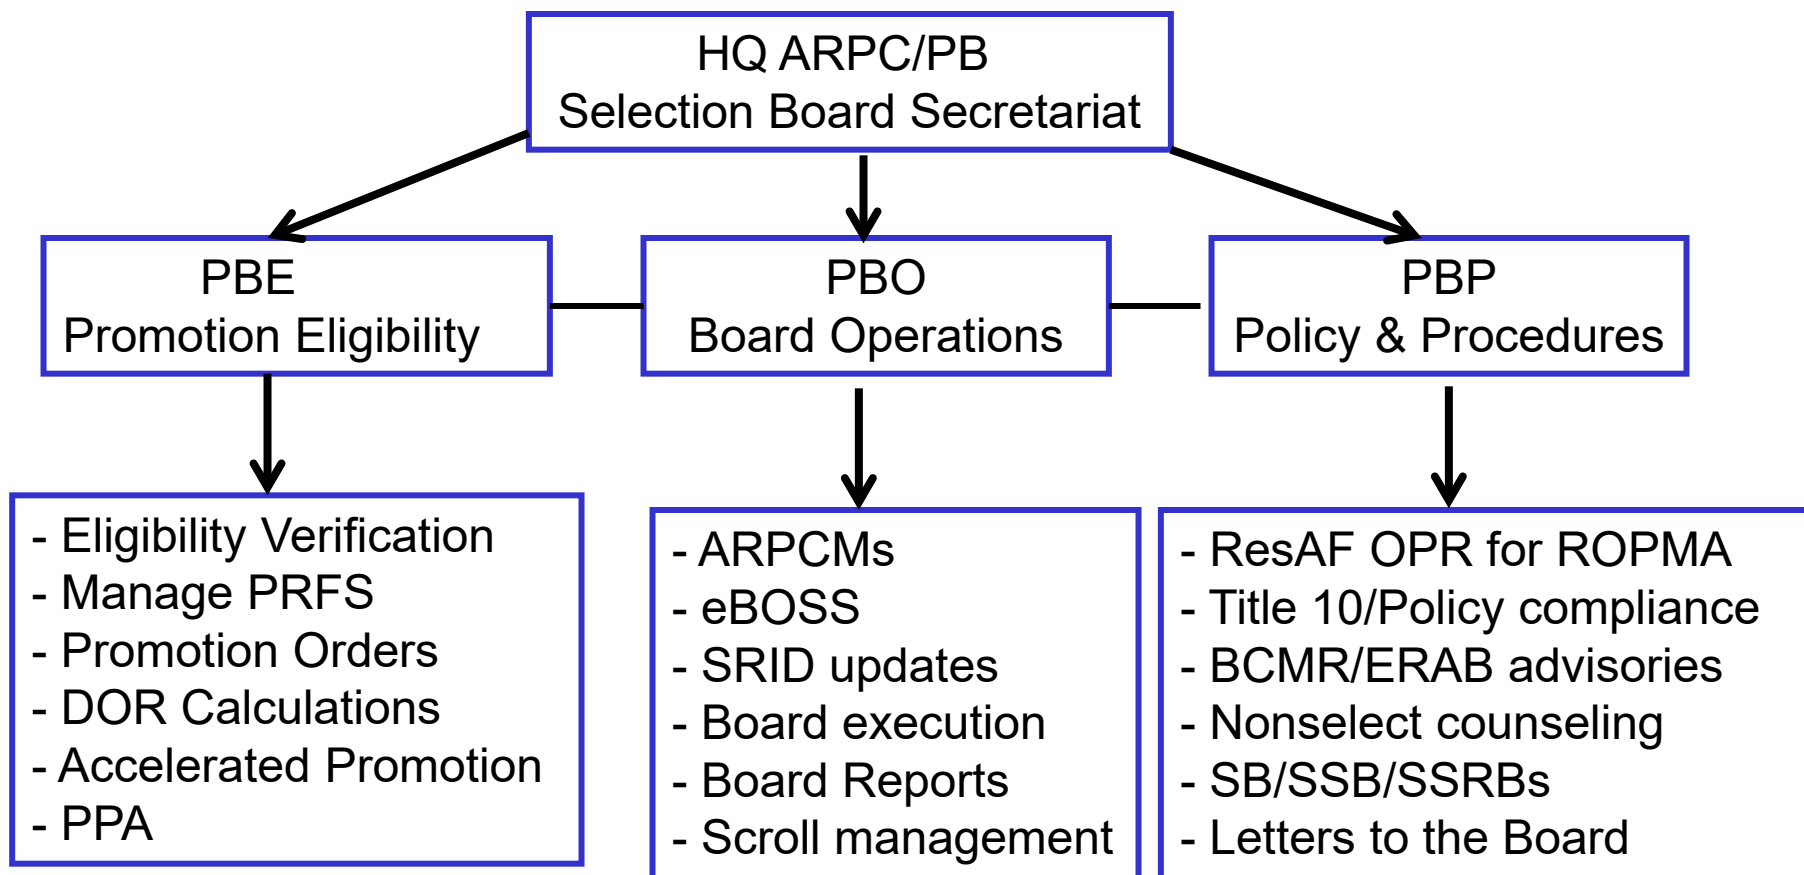 HQ ARPC/PB
Selection Board Secretariat
PBE
Promotion Eligibility
PBO
Board Operations
PBP
Policy & Procedures
- Eligibility Verification
- Manage PRFS
- Promotion Orders
- DOR Calculations
- Accelerated Promotion
- PPA
- ARPCMs
- eBOSS
- SRID updates
- Board execution
- Board Reports
- Scroll management
- ResAF OPR for ROPMA
- Title 10/Policy compliance
- BCMR/ERAB advisories
- Nonselect counseling
- SB/SSB/SSRBs
- Letters to the Board